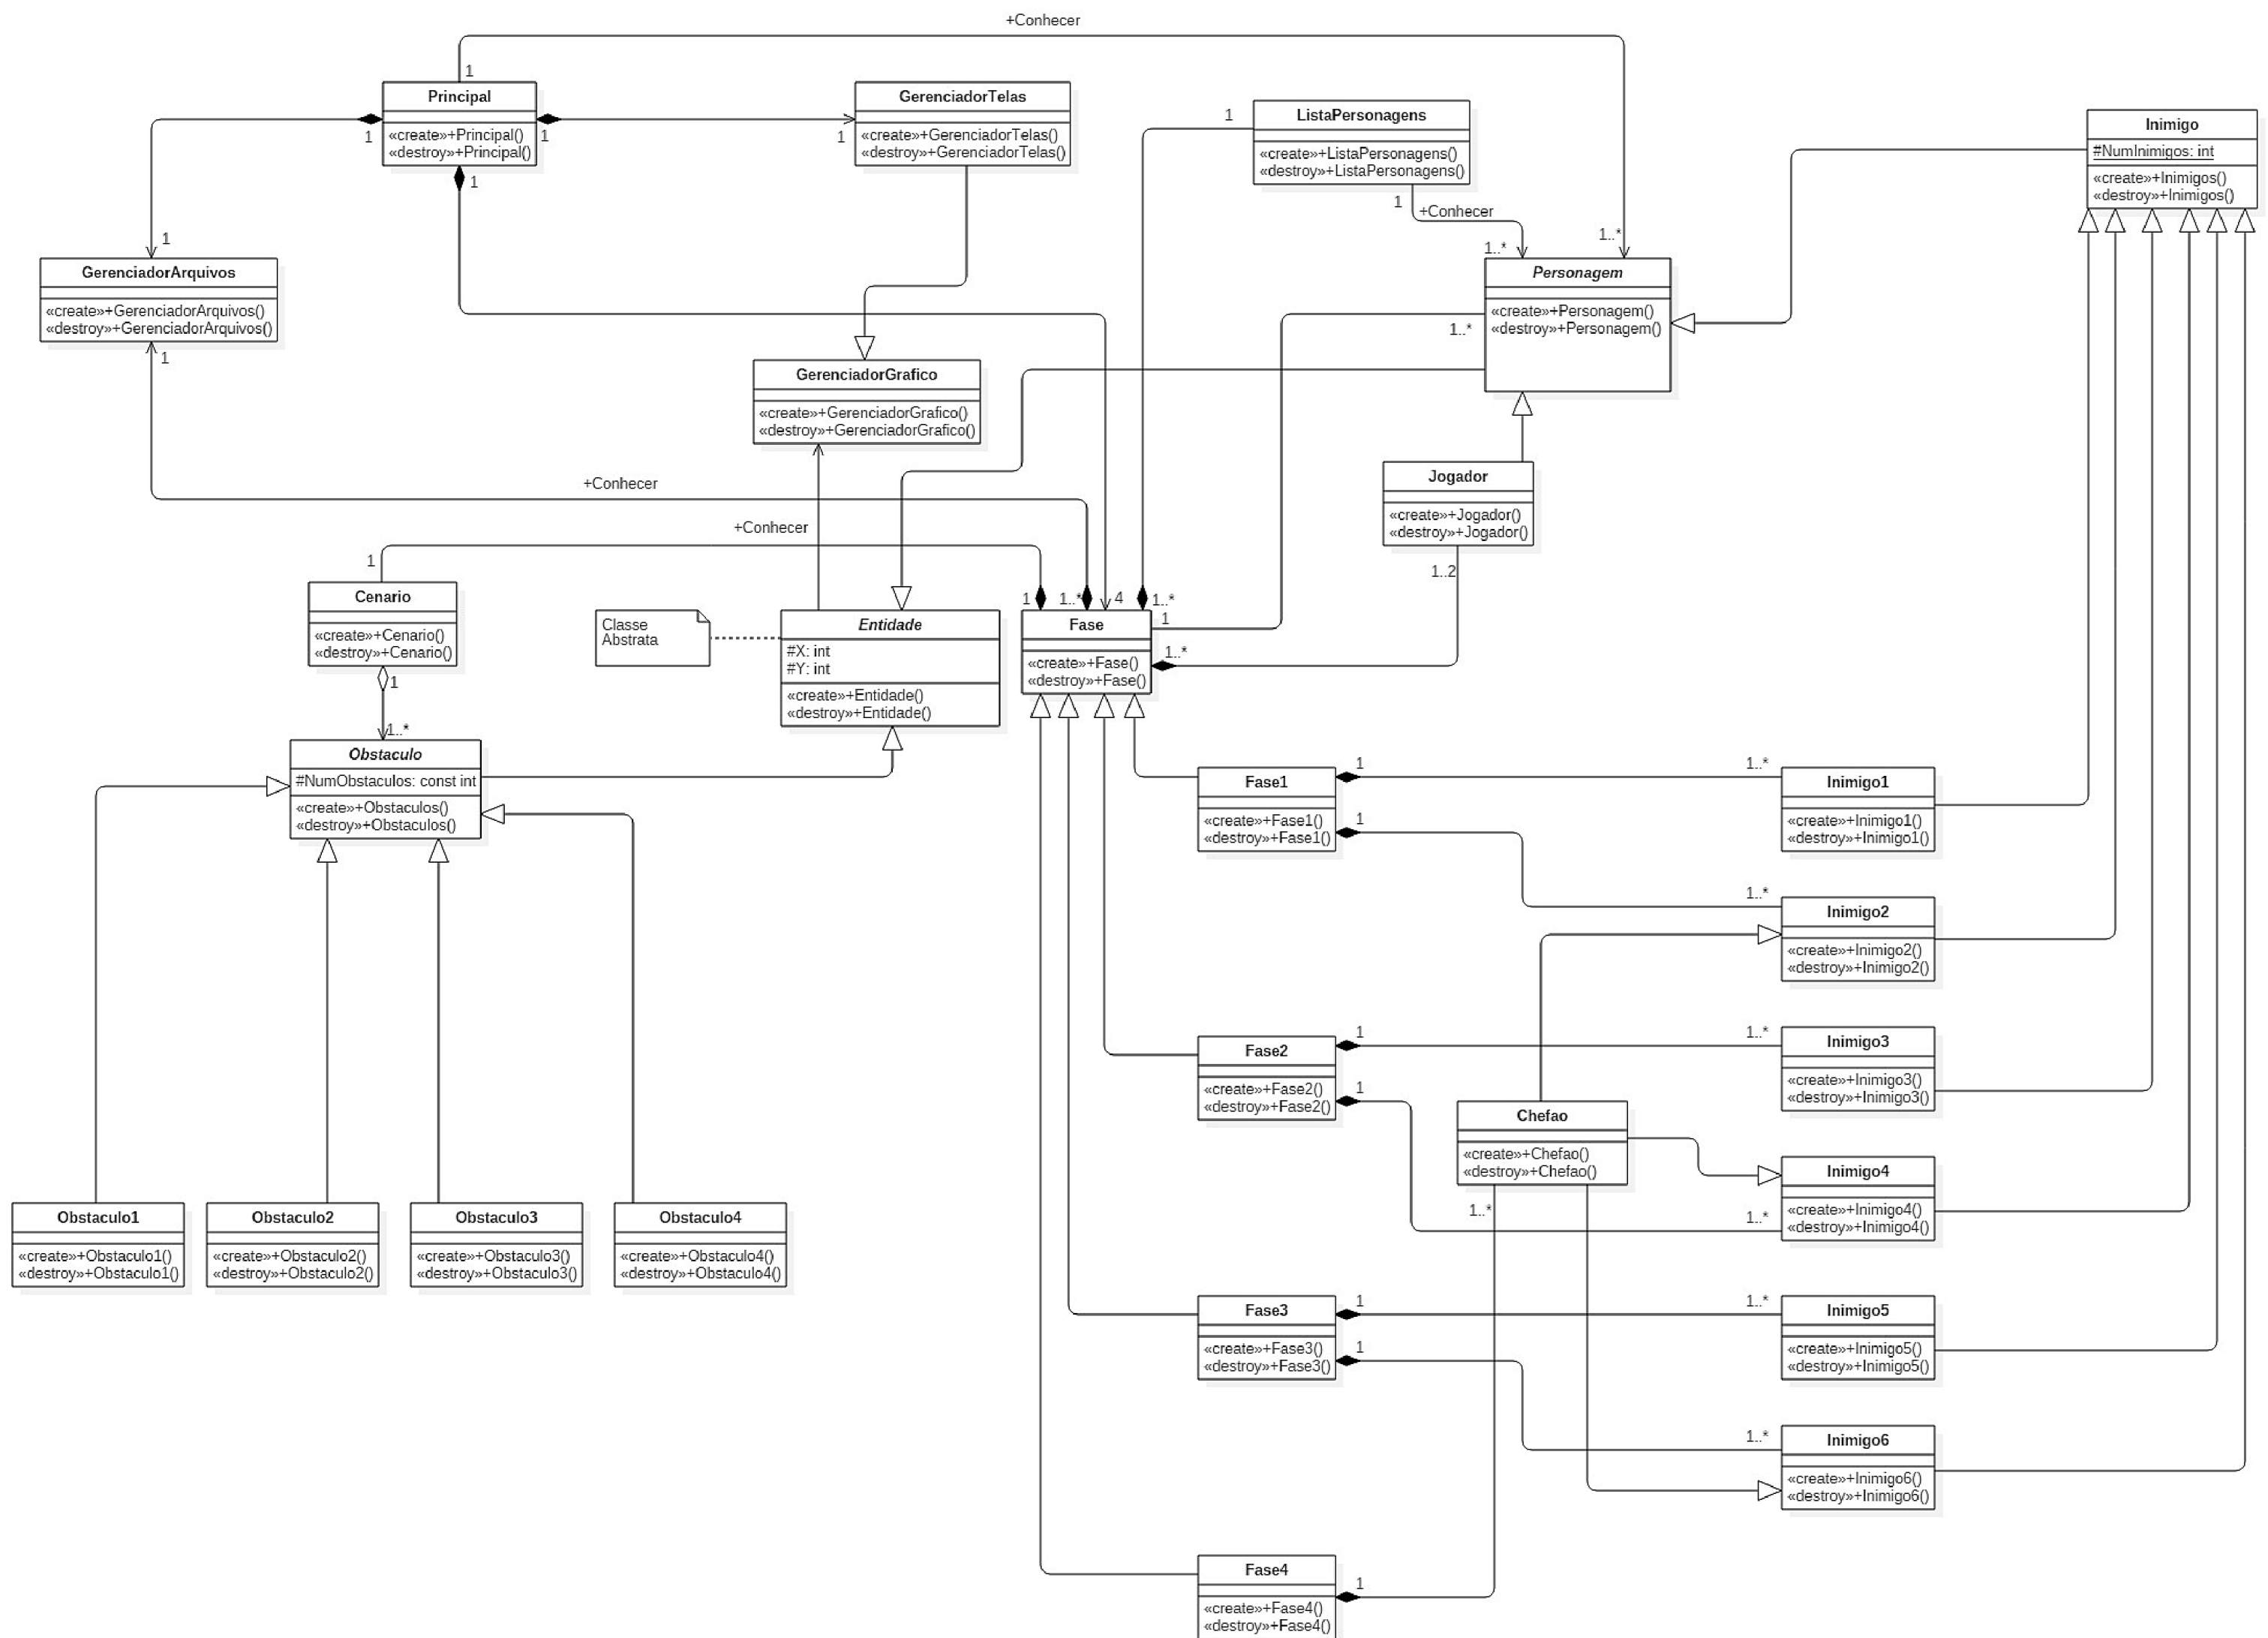 +Conhecer
1
Principal
«create»+Principal()
«destroy»+Principal()
1
1
1
GerenciadorTelas
«create»+GerenciadorTelas()
«destroy»+GerenciadorTelas()
1
1
ListaPersonagens
«create»+ListaPersonagens()
«destroy»+ListaPersonagens()
1
+Conhecer
1..*
1..*
Inimigo
#NumInimigos: int
«create»+Inimigos()
«destroy»+Inimigos()
1
GerenciadorArquivos
«create»+GerenciadorArquivos()
«destroy»+GerenciadorArquivos()
1
Personagem
«create»+Personagem()
«destroy»+Personagem()
1..*
GerenciadorGrafico
«create»+GerenciadorGrafico()
«destroy»+GerenciadorGrafico()
+Conhecer
+Conhecer
Jogador
«create»+Jogador()
«destroy»+Jogador()
1..2
1
Cenario
«create»+Cenario()
«destroy»+Cenario()
1
1..*
Classe
Abstrata
Entidade
#X: int
#Y: int
«create»+Entidade()
«destroy»+Entidade()
1
1..*
4
1..*
1
1..*
Fase
«create»+Fase()
«destroy»+Fase()
Obstaculo
#NumObstaculos: const int
«create»+Obstaculos()
«destroy»+Obstaculos()
Fase1
«create»+Fase1()
«destroy»+Fase1()
1
1
1..*
Inimigo1
«create»+Inimigo1()
«destroy»+Inimigo1()
1..*
Inimigo2
«create»+Inimigo2()
«destroy»+Inimigo2()
Fase2
«create»+Fase2()
«destroy»+Fase2()
1
1
1..*
Inimigo3
«create»+Inimigo3()
«destroy»+Inimigo3()
Chefao
«create»+Chefao()
«destroy»+Chefao()
1..*
1..*
Inimigo4
«create»+Inimigo4()
«destroy»+Inimigo4()
Obstaculo1
«create»+Obstaculo1()
«destroy»+Obstaculo1()
Obstaculo2
«create»+Obstaculo2()
«destroy»+Obstaculo2()
Obstaculo3
«create»+Obstaculo3()
«destroy»+Obstaculo3()
Obstaculo4
«create»+Obstaculo4()
«destroy»+Obstaculo4()
Fase3
«create»+Fase3()
«destroy»+Fase3()
1
1
1..*
Inimigo5
«create»+Inimigo5()
«destroy»+Inimigo5()
1..*
Inimigo6
«create»+Inimigo6()
«destroy»+Inimigo6()
Fase4
«create»+Fase4()
«destroy»+Fase4()
1